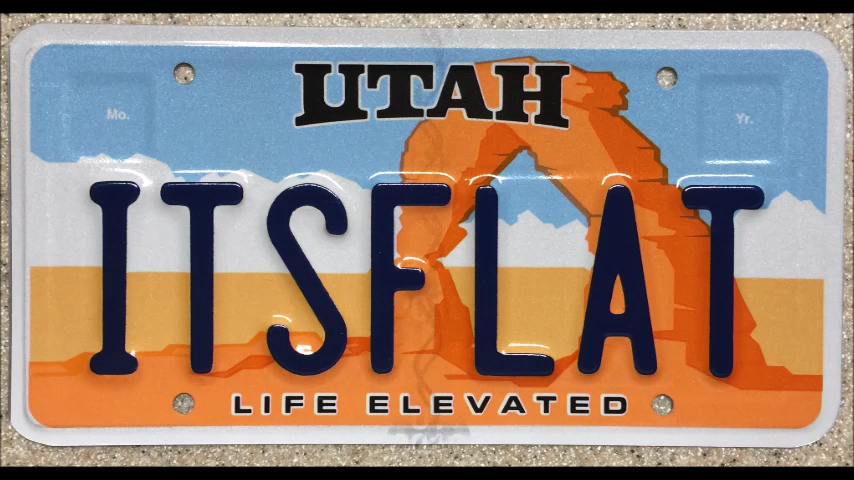 UTAH
Mo.
Yr.
ITSFLAT
LIFE ELEVATED